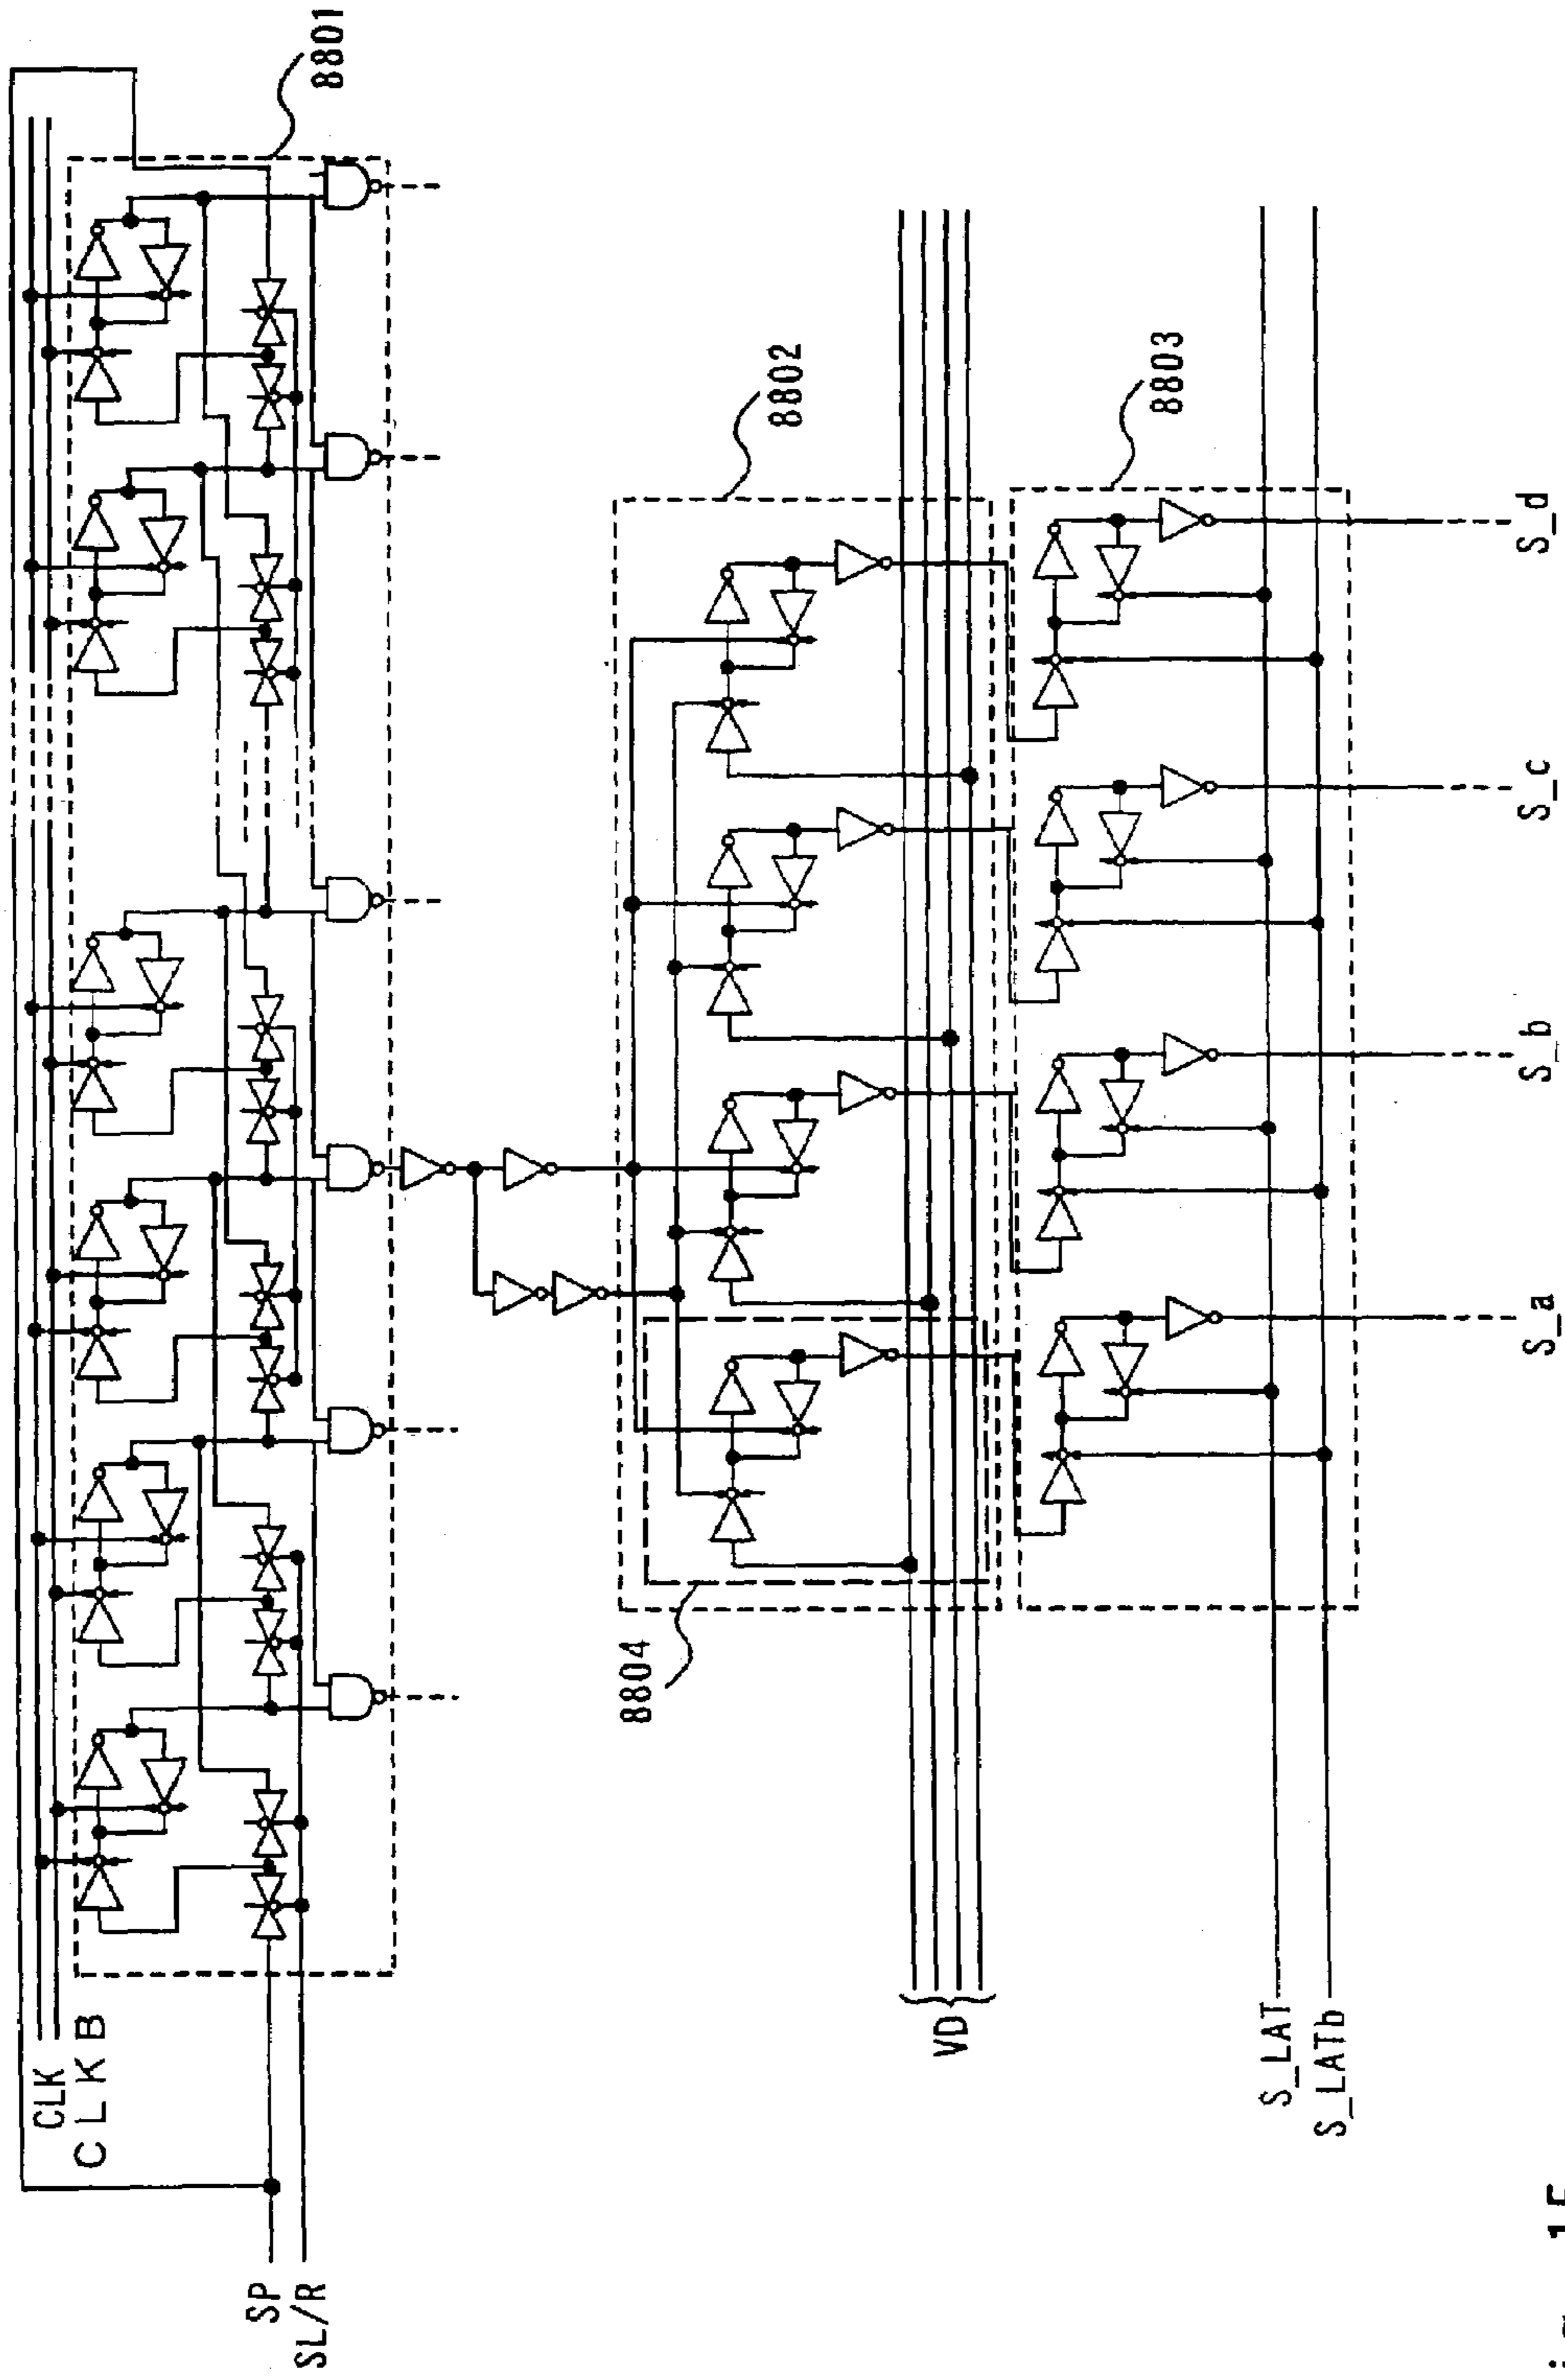 CLK
CLKB
SP
SL/R
8801
8802
8804
VD
8803
S_LAT
S_LATb
S_a
S_b
S_c
S_d